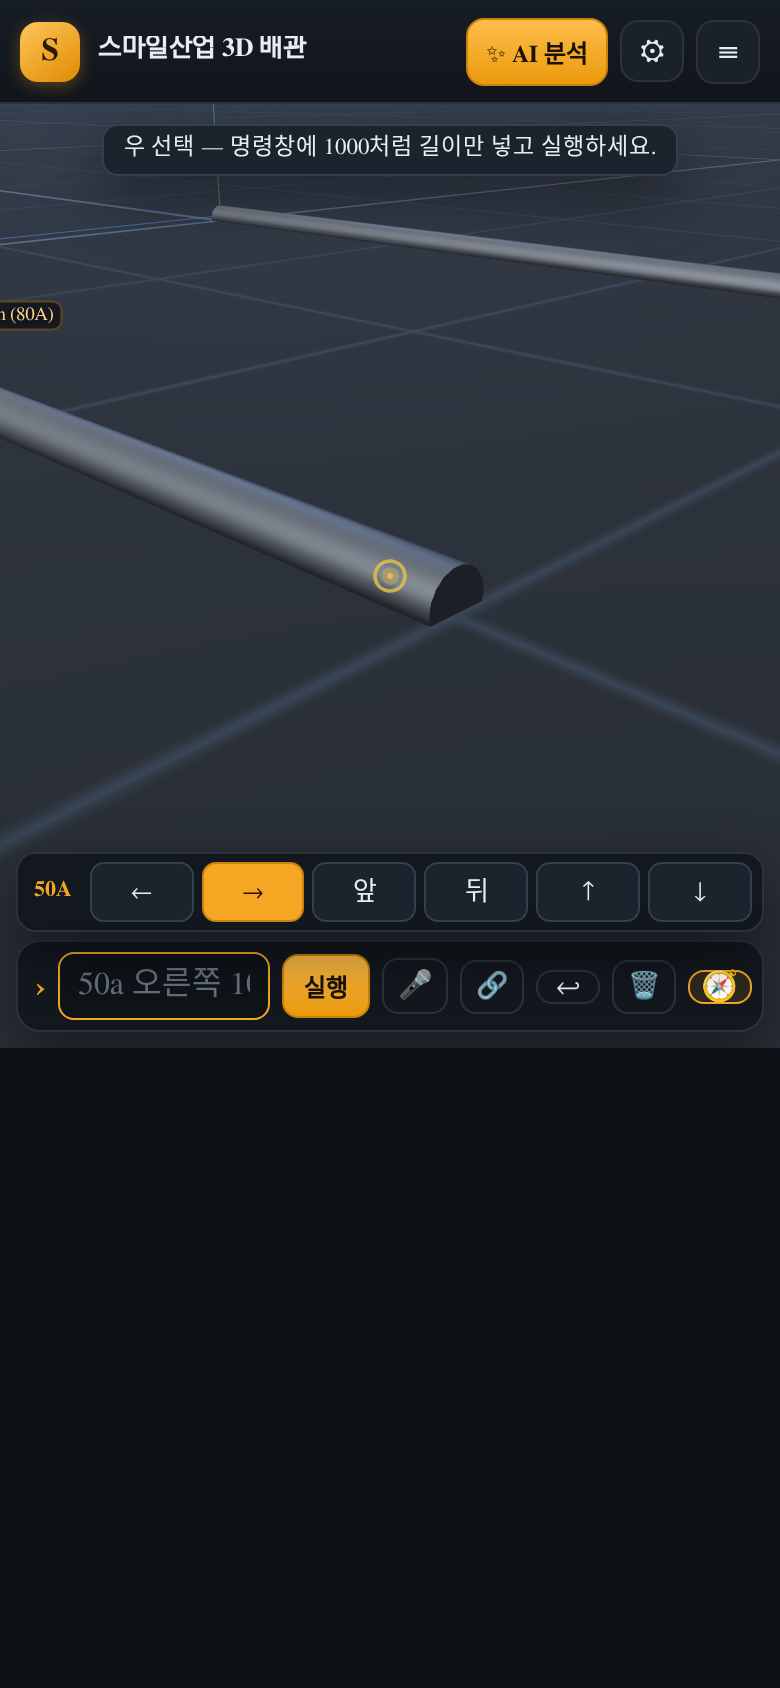 S 스마일산업 3D 배관 ✨ AI 분석 ⚙ ≡
우 선택 — 명령창에 1000처럼 길이만 넣고 실행하세요.
(80A)
50A ← → 앞 뒤 ↑ ↓
› 50a 오른쪽 실행